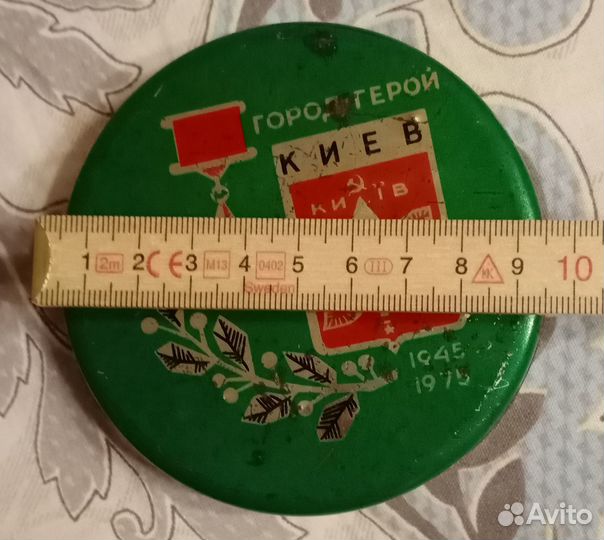 ГОРОД ГЕРОЙ
КИЕВ
КИЇВ
1 2m 2 CE 3 M13 4 0402 5 6 III 7 8 9 10
Sweden
1945
1975
Avito